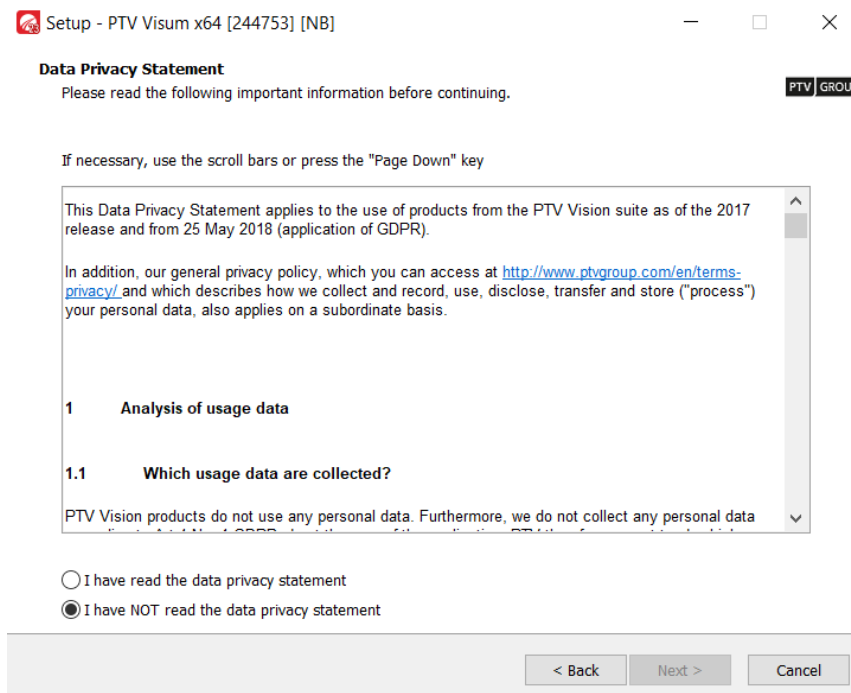 Setup - PTV Visum x64 [244753] [NB]
Data Privacy Statement
Please read the following important information before continuing.
PTV GROU
If necessary, use the scroll bars or press the "Page Down" key
This Data Privacy Statement applies to the use of products from the PTV Vision suite as of the 2017
release and from 25 May 2018 (application of GDPR).
In addition, our general privacy policy, which you can access at http://www.ptvgroup.com/en/terms-
privacy/ and which describes how we collect and record, use, disclose, transfer and store ("process")
your personal data, also applies on a subordinate basis.
1 Analysis of usage data
1.1 Which usage data are collected?
PTV Vision products do not use any personal data. Furthermore, we do not collect any personal data
I have read the data privacy statement
I have NOT read the data privacy statement
< Back Next > Cancel